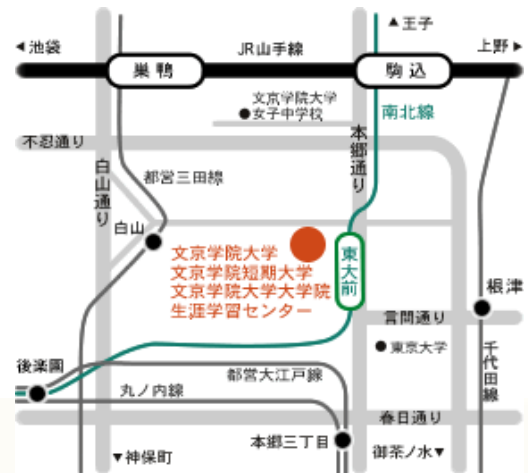 ▲王子
◀池袋
JR山手線
上野▶
巣鴨
駒込
文京学院大学
●女子中学校
南北線
不忍通り
本郷通り
白山通り
都営三田線
白山
文京学院大学
文京学院短期大学
文京学院大学大学院
生涯学習センター
東大前
根津
言問通り
●東京大学
千代田線
後楽園
都営大江戸線
丸ノ内線
春日通り
本郷三丁目
御茶ノ水▼
▼神保町